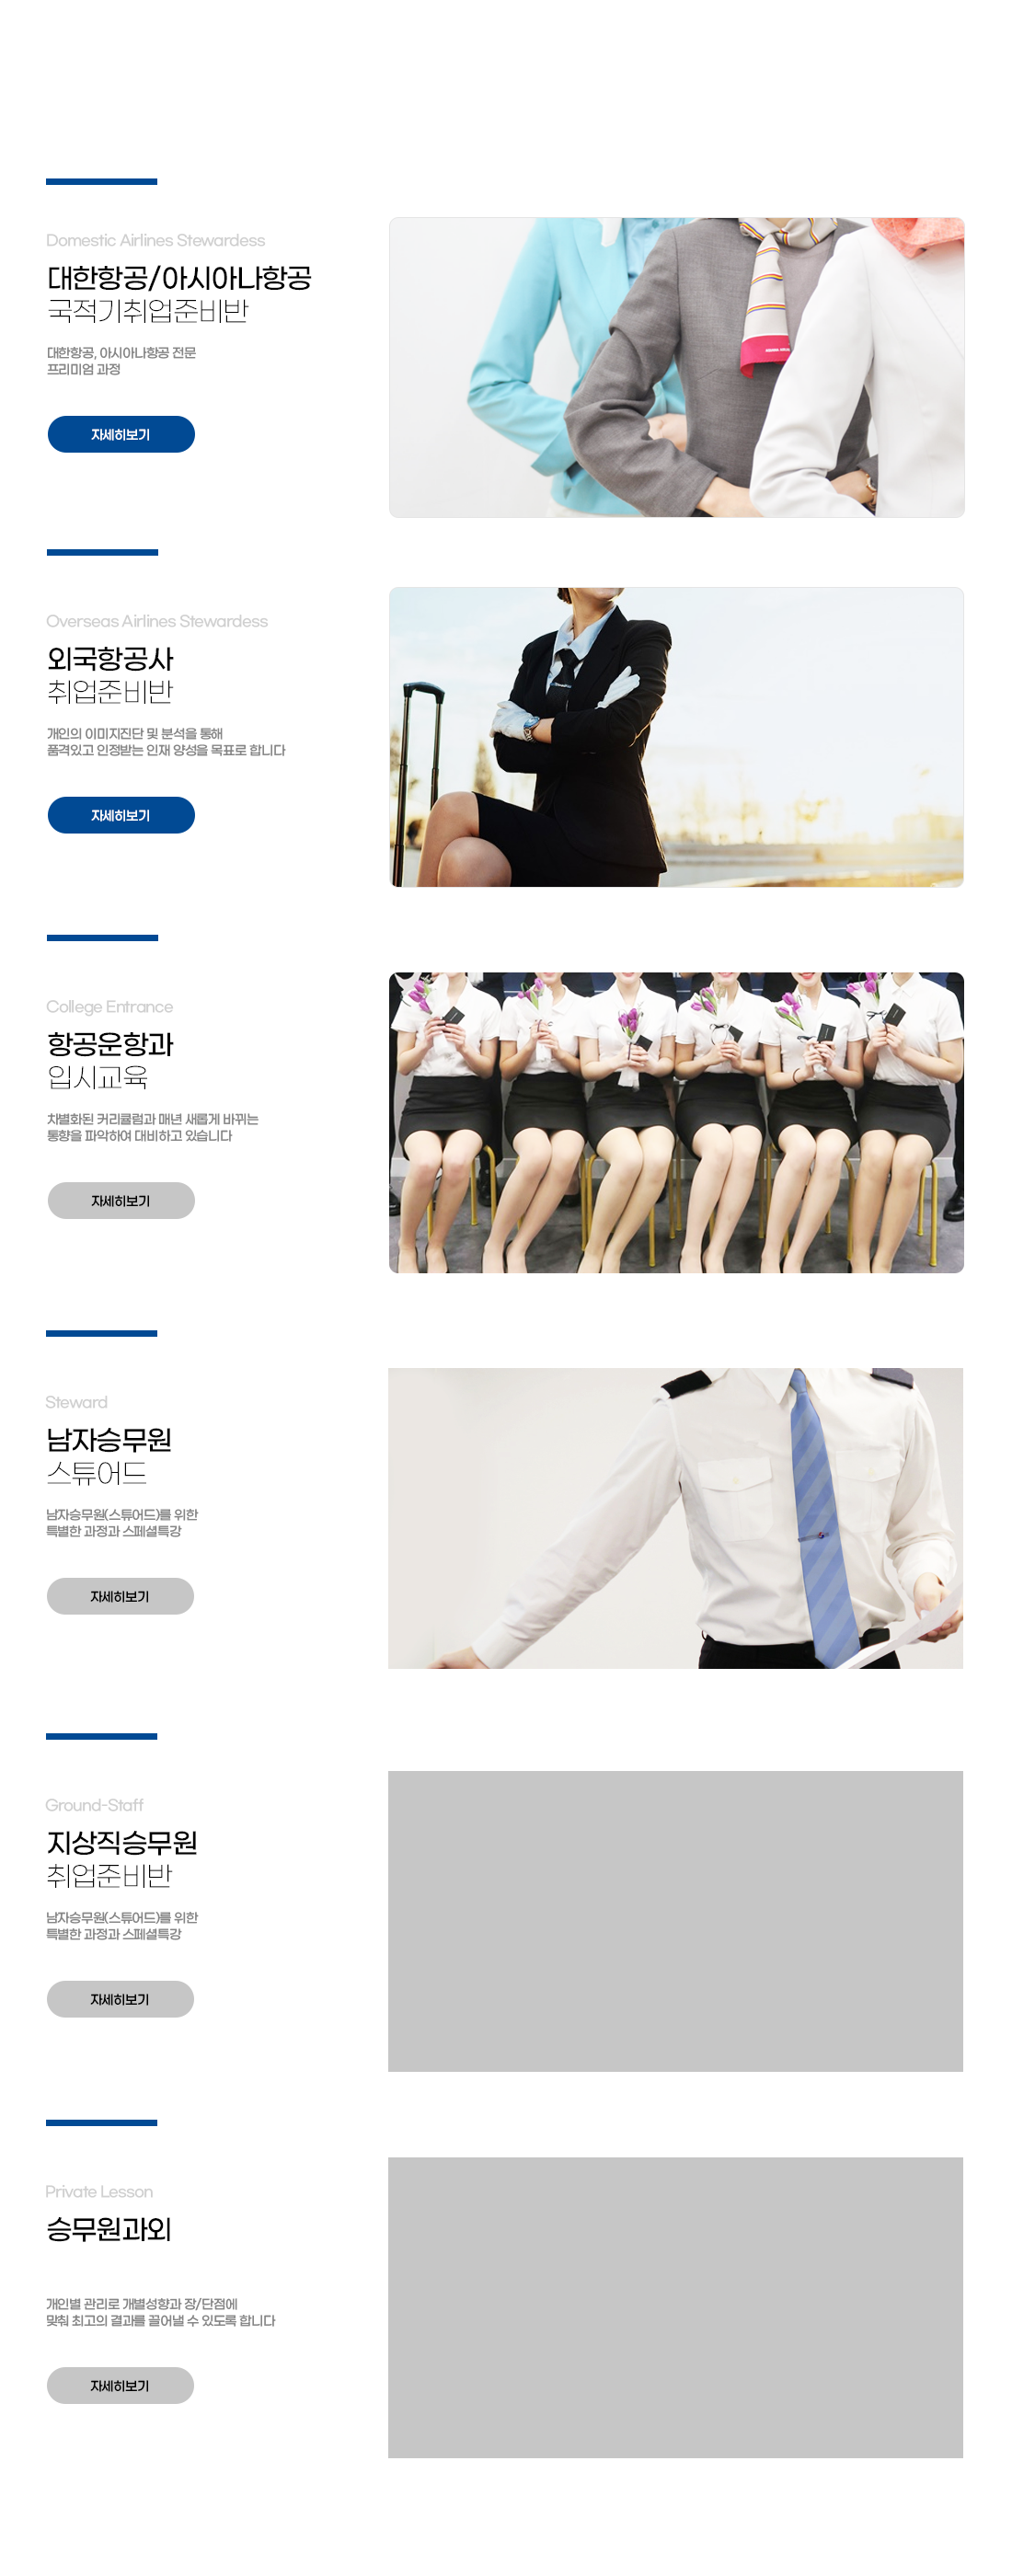 Domestic Airlines Stewardess
대한항공/아시아나항공
국적기취업준비반
대한항공, 아시아나항공 전문
프리미엄 과정
자세히보기
Overseas Airlines Stewardess
외국항공사
취업준비반
개인의 이미지진단 및 분석을 통해
품격있고 인정받는 인재 양성을 목표로 합니다
자세히보기
College Entrance
항공운항과
입시교육
차별화된 커리큘럼과 매년 새롭게 바뀌는
통향을 파악하여 대비하고 있습니다
자세히보기
Steward
남자승무원
스튜어드
남자승무원(스튜어드)를 위한
특별한 과정과 스페셜특강
자세히보기
Ground-Staff
지상직승무원
취업준비반
남자승무원(스튜어드)를 위한
특별한 과정과 스페셜특강
자세히보기
Private Lesson
승무원과외
개인별 관리로 개별성향과 장/단점에
맞춰 최고의 결과를 끌어낼 수 있도록 합니다
자세히보기